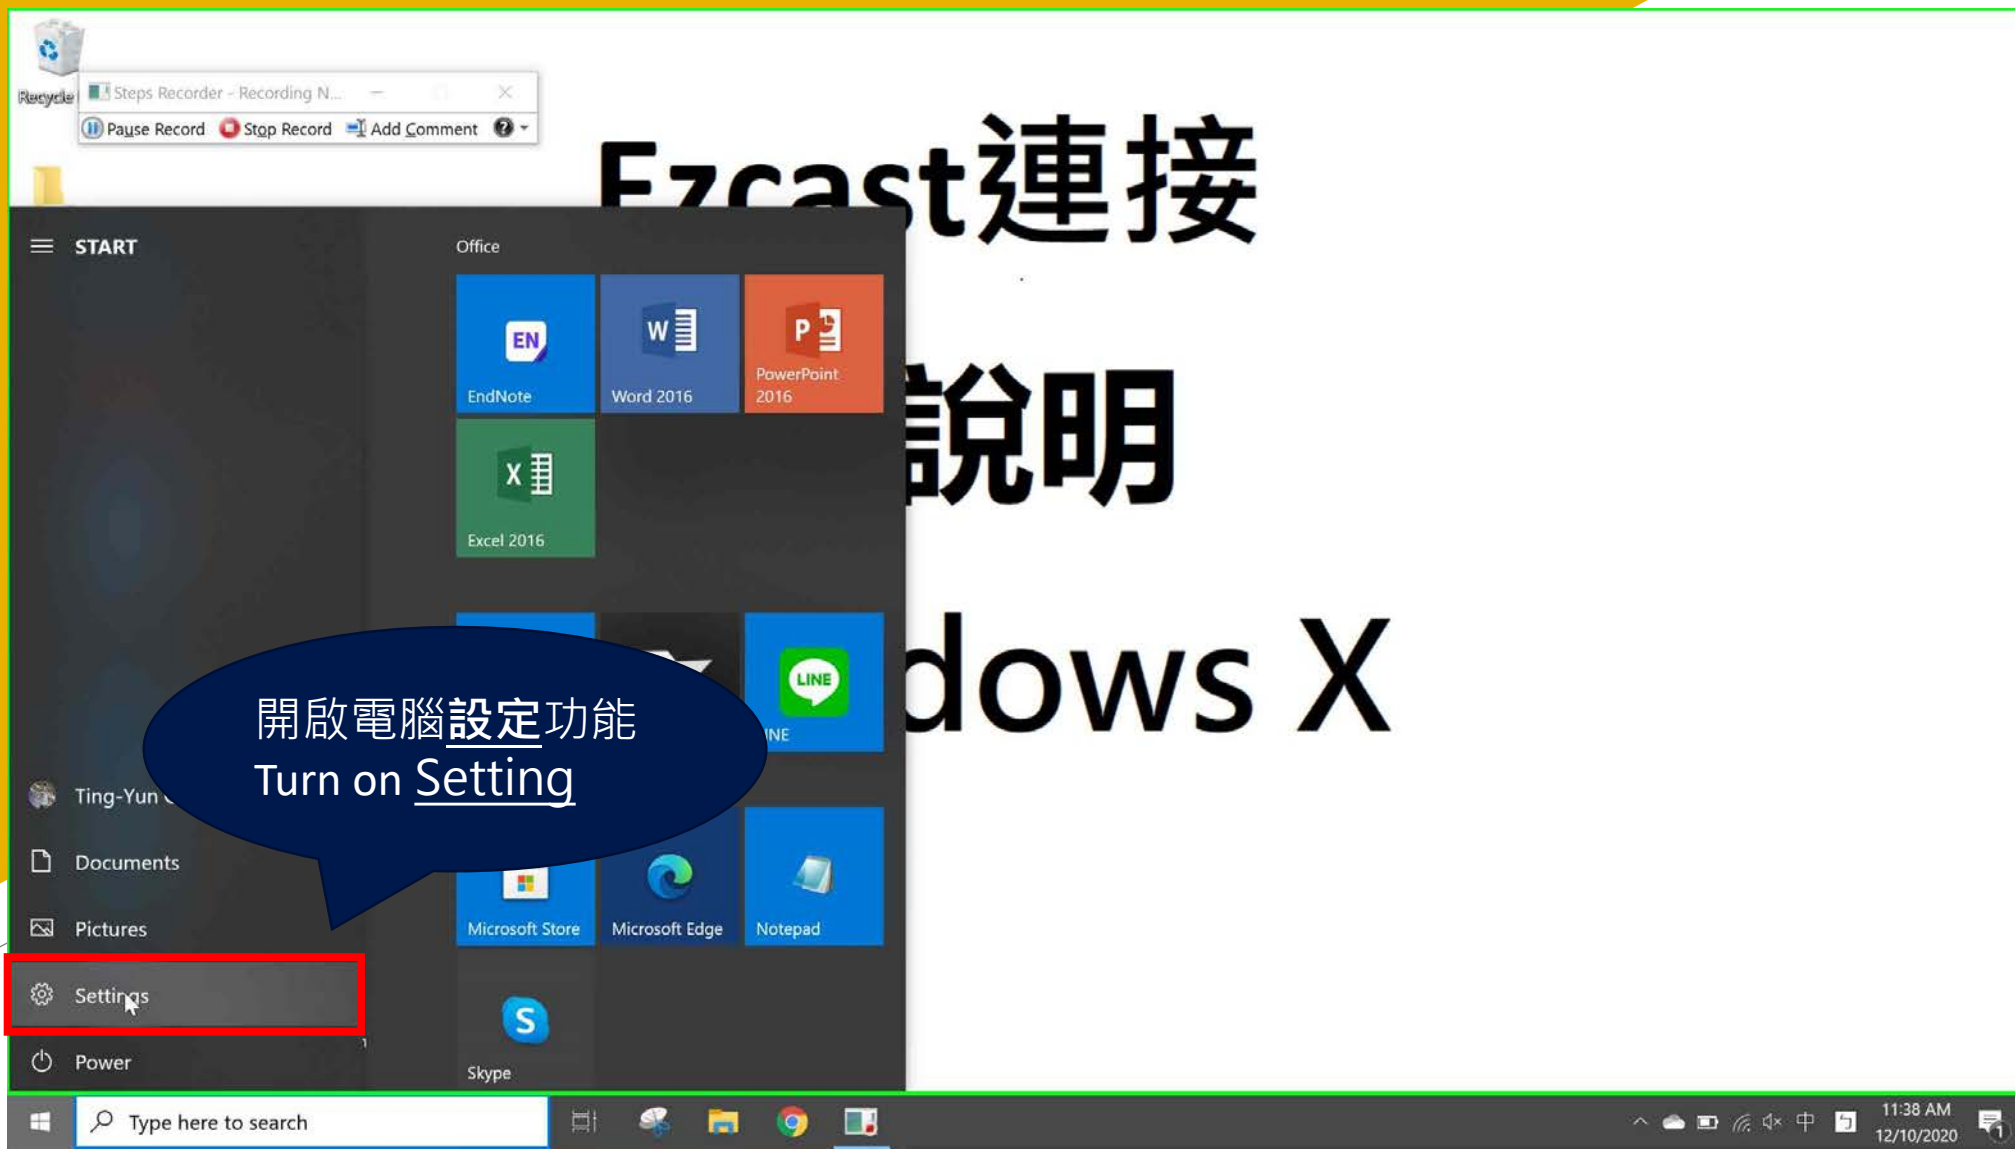 Recycle
Steps Recorder - Recording N...
Pause Record Stop Record Add Comment
Ezcast連接
START
Office
EN
EndNote
Word 2016
PowerPoint
2016
說明
Excel 2016
LINE
dows X
開啟電腦設定功能
Turn on Setting
INE
Ting-Yun
Documents
Pictures
Microsoft Store
Microsoft Edge
Notepad
Settings
Power
Skype
Type here to search
中
11:38 AM
12/10/2020
1